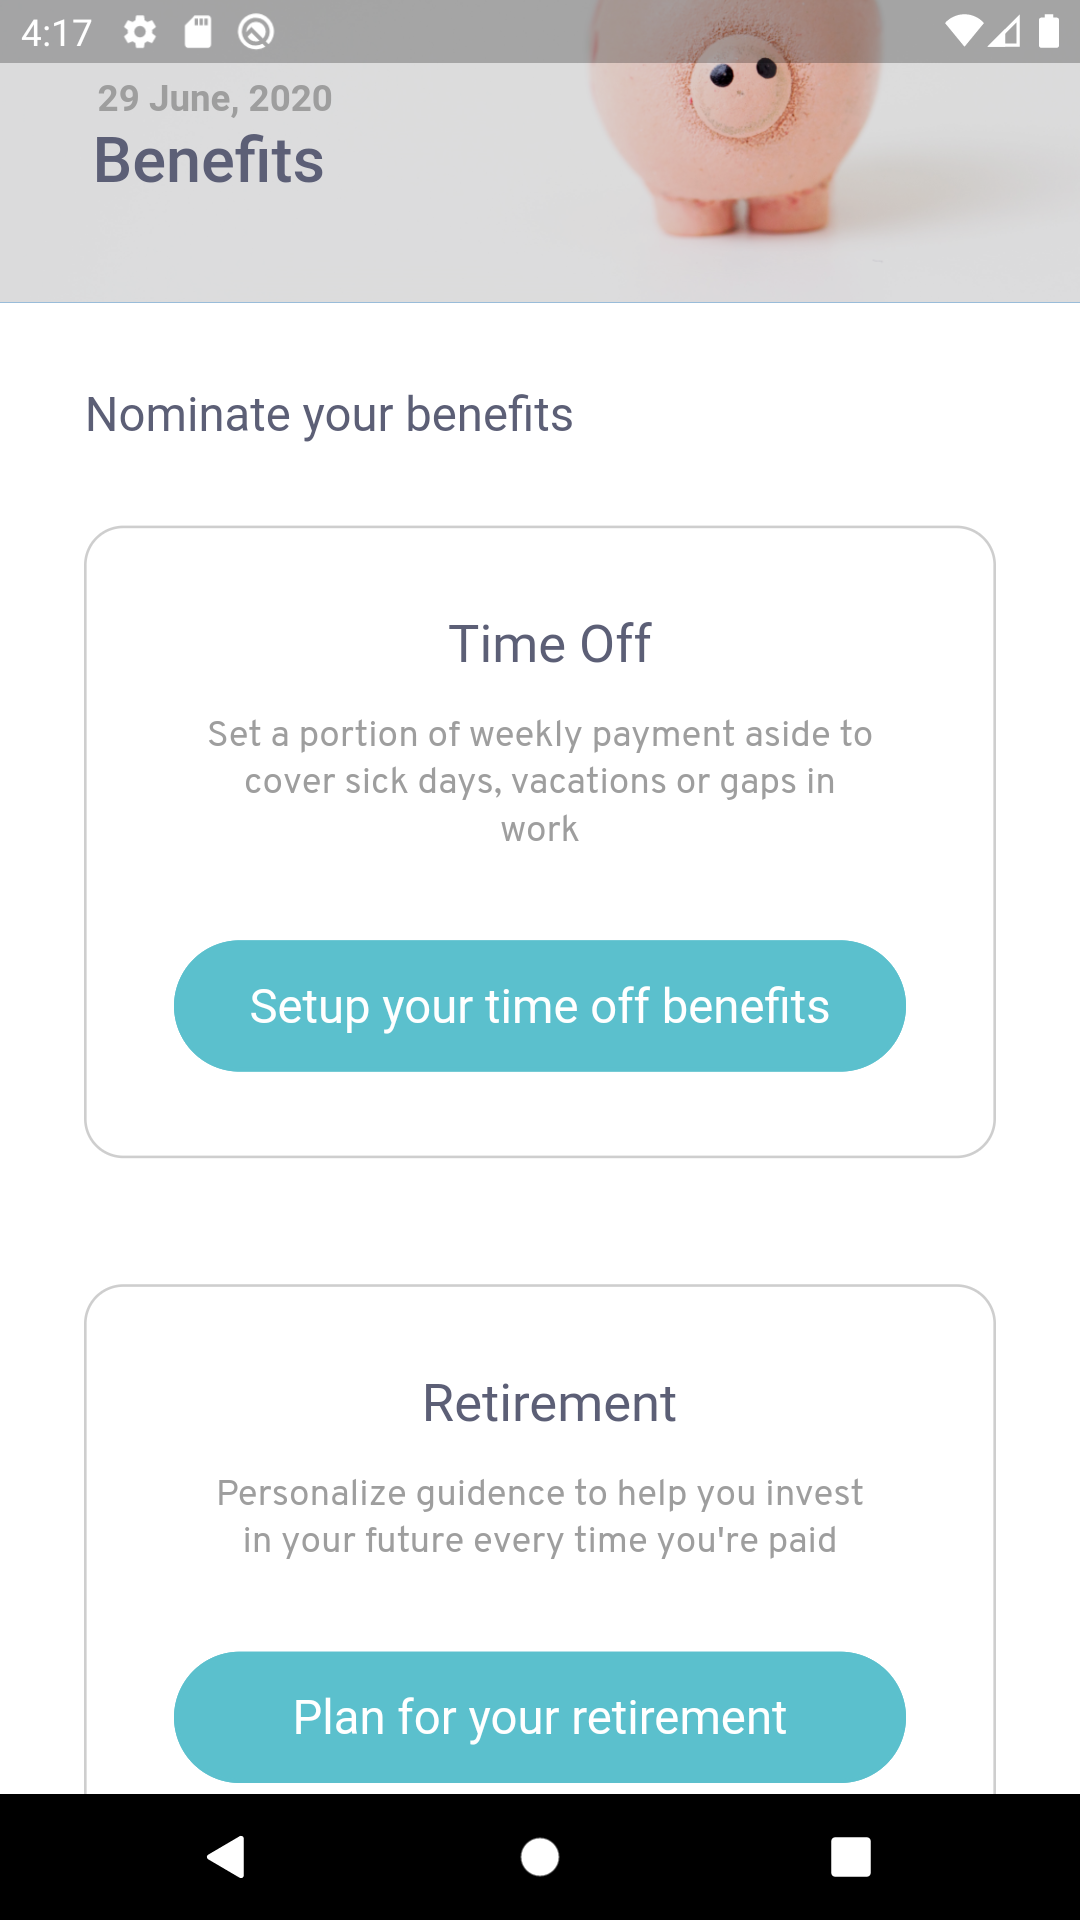 4:17
29 June, 2020
Benefits
Nominate your benefits
Time Off
Set a portion of weekly payment aside to
cover sick days, vacations or gaps in
work
Setup your time off benefits
Retirement
Personalize guidence to help you invest
in your future every time you're paid
Plan for your retirement